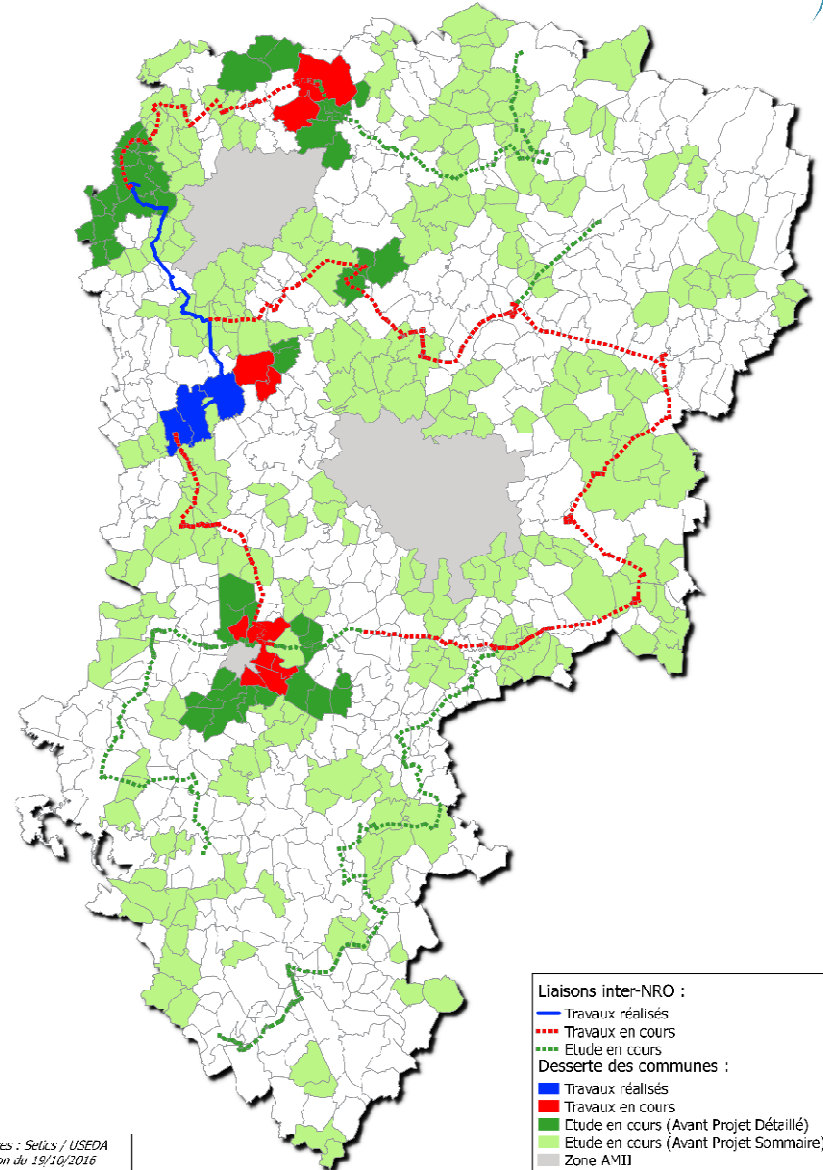 Liaisons inter-NRO :
Travaux réalisés
Travaux en cours
Etude en cours
Desserte des communes :
Travaux réalisés
Travaux en cours
Etude en cours (Avant Projet Détaillé)
Etude en cours (Avant Projet Sommaire)
Zone AMII
es : Setics / USEDA
on du 19/10/2016